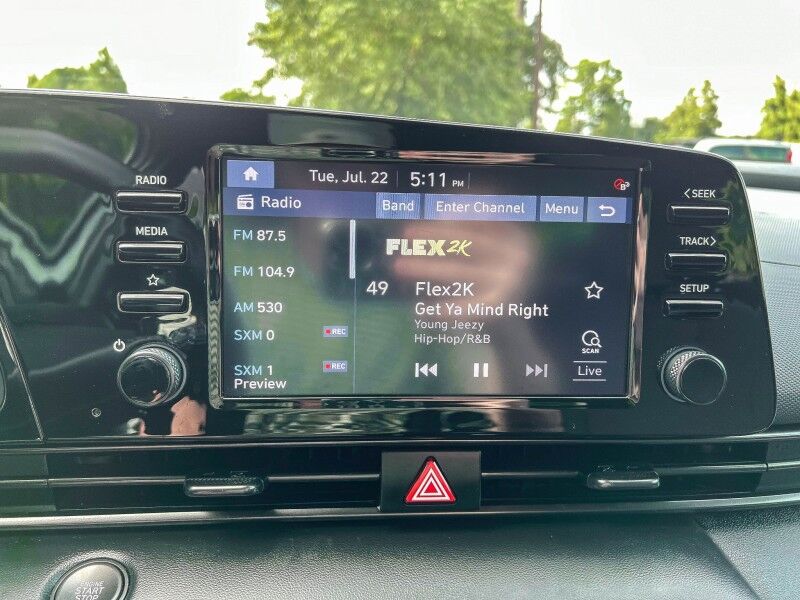 RADIO
MEDIA
Tue, Jul. 22
5:11 PM
Radio
Band
Enter Channel
Menu
FM 87.5
FM 104.9
AM 530
SXM 0
REC
SXM 1
REC
Preview
FLEX2K
49
Flex2K
Get Ya Mind Right
Young Jeezy
Hip-Hop/R&B
SCAN
Live
< SEEK
TRACK >
SETUP
ENGINE
START
STOP